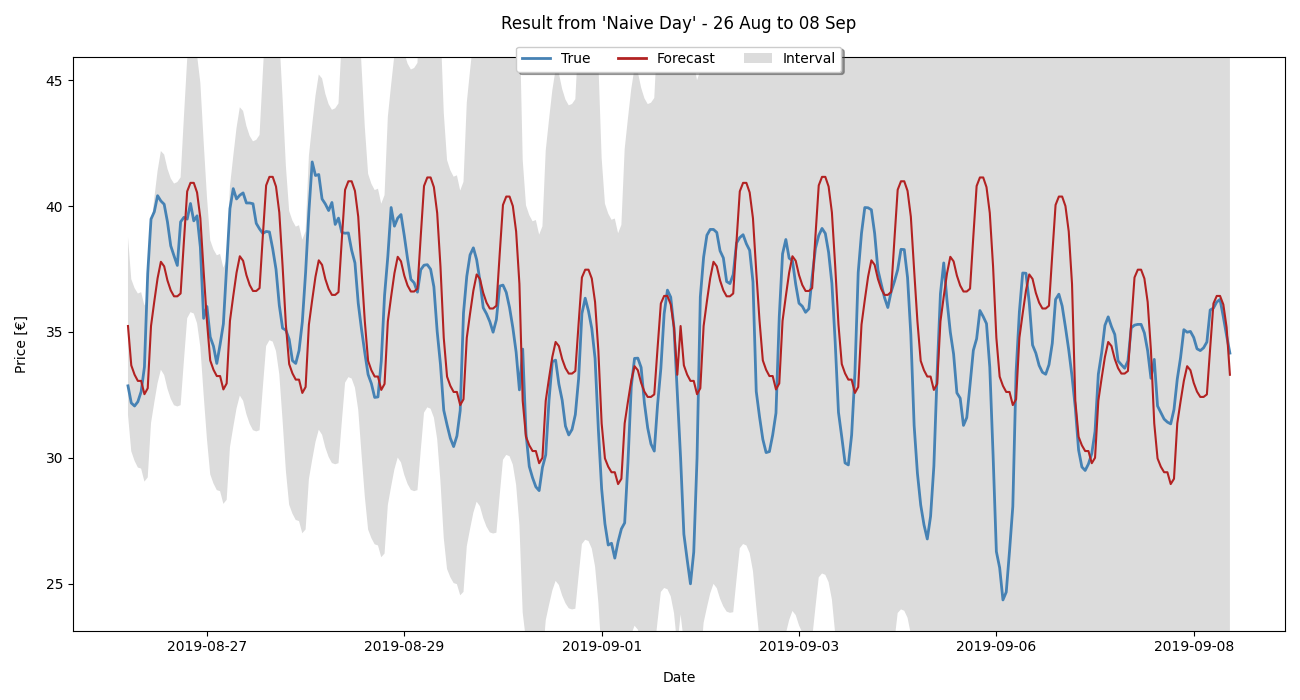 Result from 'Naive Day' - 26 Aug to 08 Sep
True Forecast Interval
45
40
35
30
25
Price [€]
2019-08-27 2019-08-29 2019-09-01 2019-09-03 2019-09-06 2019-09-08
Date